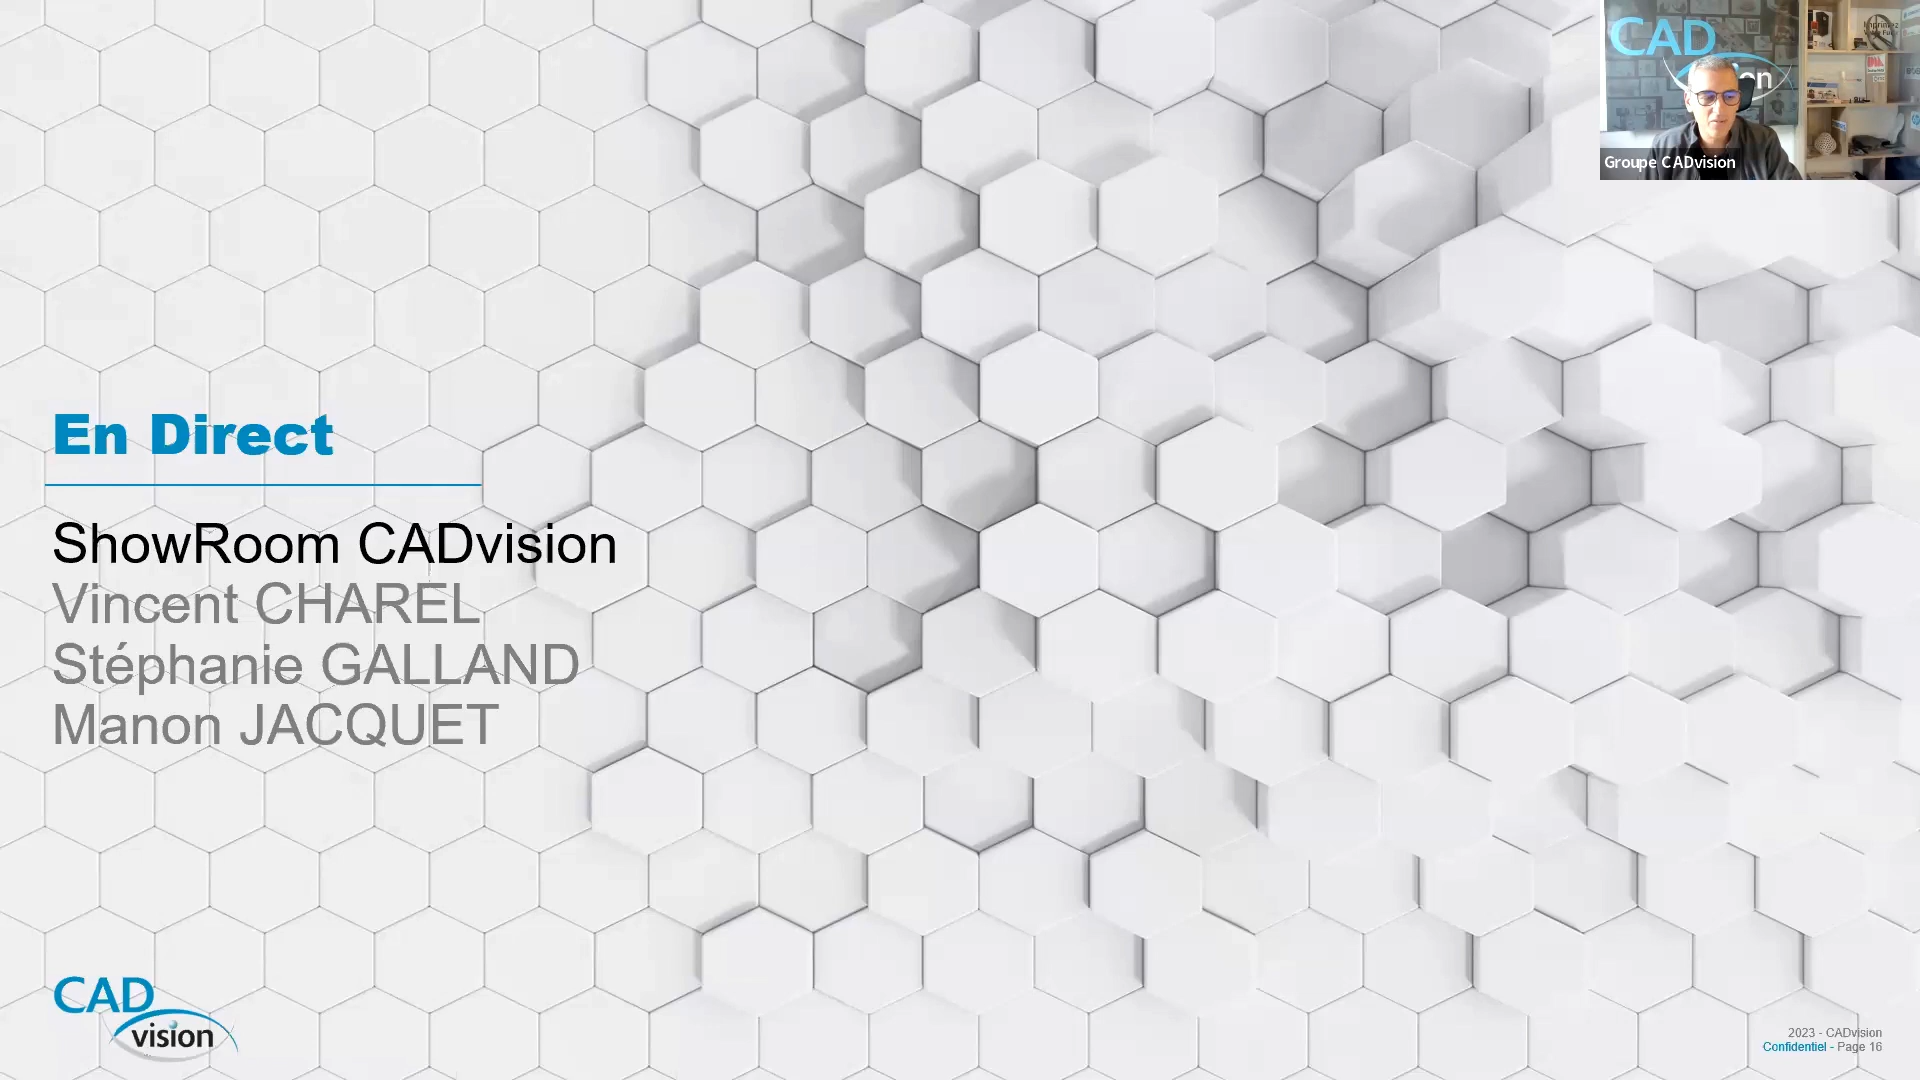 CAD
vision
Groupe CADvision
En Direct
ShowRoom CADvision
Vincent CHAREL
Stéphanie GALLAND
Manon JACQUET
CAD
vision
2023 - CADvision
Confidentiel - Page 16